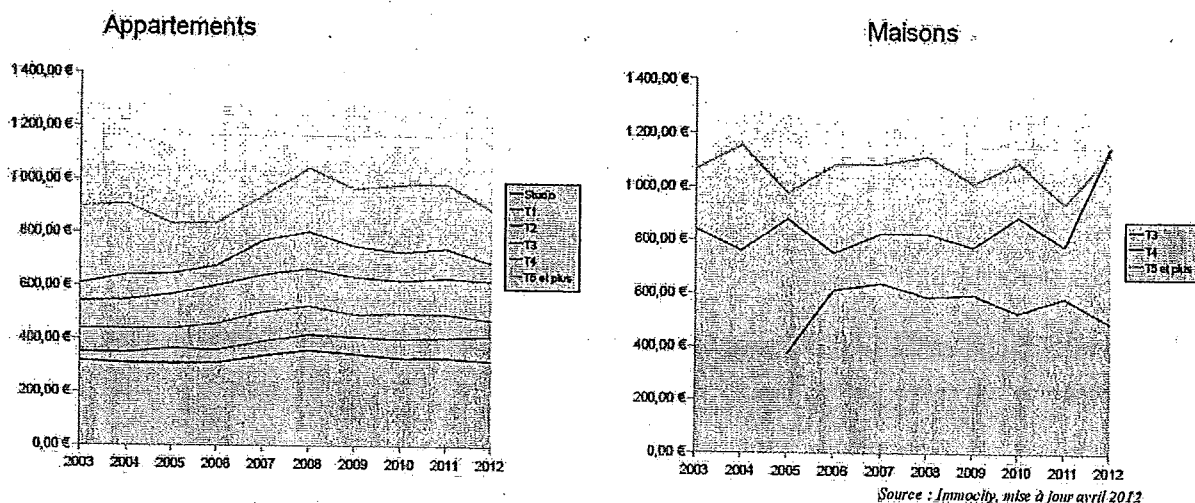 Appartements
1 400,00 €
1 200,00 €
1 000,00 €
800,00 €
600,00 €
400,00 €
200,00 €
0,00 €
2003 2004 2005 2006 2007 2008 2009 2010 2011 2012
Studio
T1
T2
T3
T4
T5 et plus
Maisons
1 400,00 €
1 200,00 €
1 000,00 €
800,00 €
600,00 €
400,00 €
200,00 €
0,00 €
2003 2004 2005 2006 2007 2008 2009 2010 2011 2012
T3
T4
T5 et plus
Source : Immocity, mise à jour avril 2012